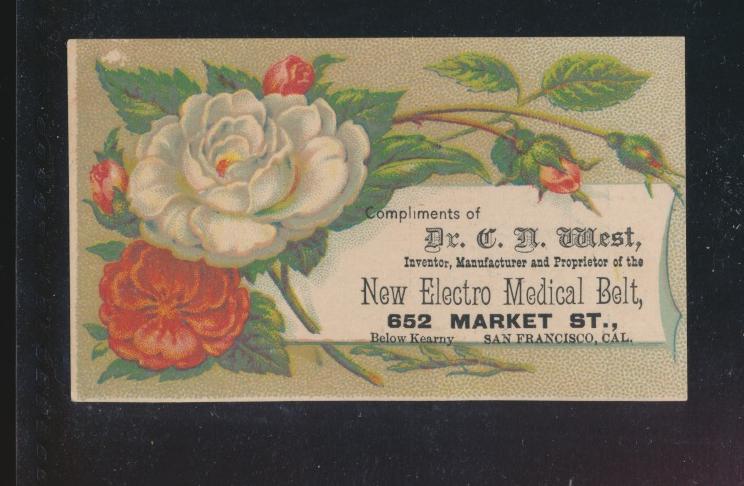 Compliments of
Dr. C. N. West,
Inventor, Manufacturer and Proprietor of the
New Electro Medical Belt,
652 MARKET ST.,
Below Kearny SAN FRANCISCO, CAL.